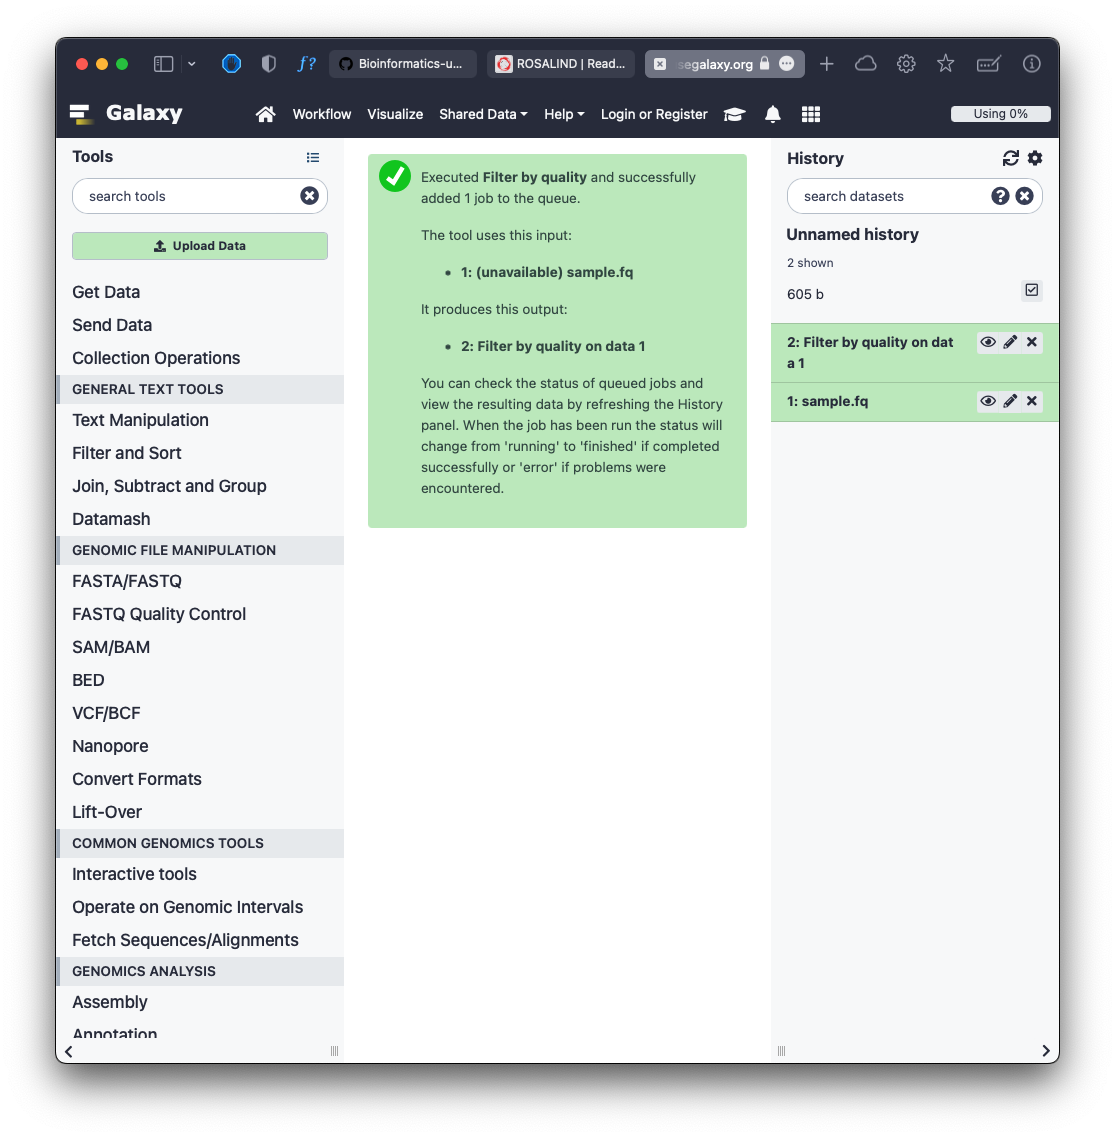 Bioinformatics-u...
ROSALIND | Read...
segalaxy.org
Galaxy
Workflow
Visualize
Shared Data
Help
Login or Register
Using 0%
Tools
search tools
Upload Data
Get Data
Send Data
Collection Operations
GENERAL TEXT TOOLS
Text Manipulation
Filter and Sort
Join, Subtract and Group
Datamash
GENOMIC FILE MANIPULATION
FASTA/FASTQ
FASTQ Quality Control
SAM/BAM
BED
VCF/BCF
Nanopore
Convert Formats
Lift-Over
COMMON GENOMICS TOOLS
Interactive tools
Operate on Genomic Intervals
Fetch Sequences/Alignments
GENOMICS ANALYSIS
Assembly
Annotation
Executed Filter by quality and successfully
added 1 job to the queue.
The tool uses this input:
• 1: (unavailable) sample.fq
It produces this output:
• 2: Filter by quality on data 1
You can check the status of queued jobs and
view the resulting data by refreshing the History
panel. When the job has been run the status will
change from 'running' to 'finished' if completed
successfully or 'error' if problems were
encountered.
History
search datasets
Unnamed history
2 shown
605 b
2: Filter by quality on dat
a 1
1: sample.fq